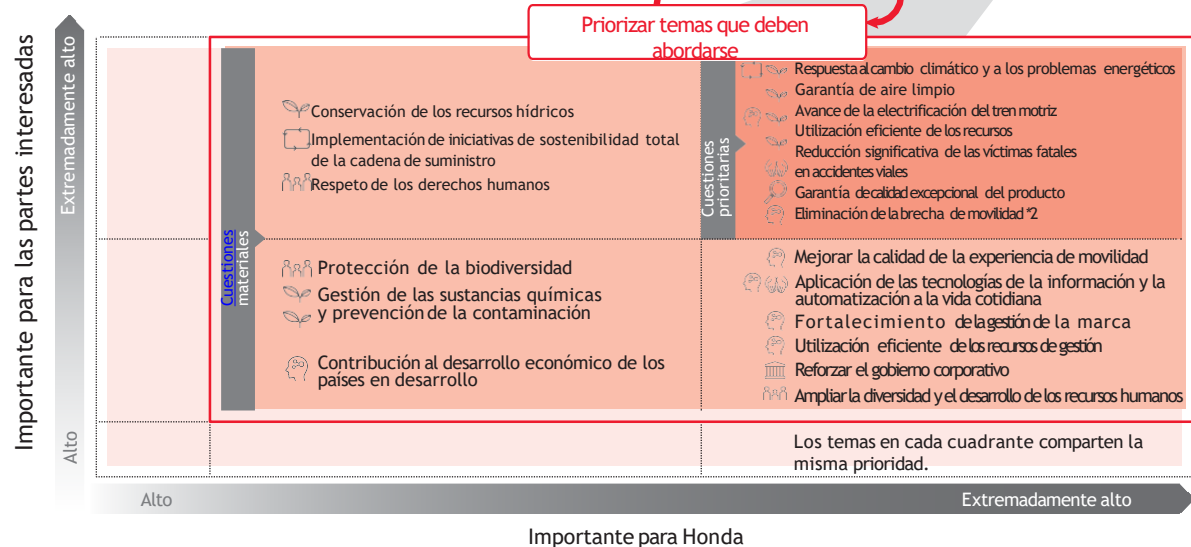 Priorizar temas que deben
abordarse
Importante para las partes interesadas
Extremadamente alto
Alto
Cuestiones
materiales
Conservación de los recursos hídricos
Implementación de iniciativas de sostenibilidad total
de la cadena de suministro
Respeto de los derechos humanos
Cuestiones
prioritarias
Respuesta al cambio climático y a los problemas energéticos
Garantía de aire limpio
Avance de la electrificación del tren motriz
Utilización eficiente de los recursos
Reducción significativa de las víctimas fatales
en accidentes viales
Garantía de calidad excepcional del producto
Eliminación de la brecha de movilidad *2
Protección de la biodiversidad
Gestión de las sustancias químicas
y prevención de la contaminación
Contribución al desarrollo económico de los
países en desarrollo
Mejorar la calidad de la experiencia de movilidad
Aplicación de las tecnologías de la información y la
automatización a la vida cotidiana
Fortalecimiento de la gestión de la marca
Utilización eficiente de los recursos de gestión
Reforzar el gobierno corporativo
Ampliar la diversidad y el desarrollo de los recursos humanos
Los temas en cada cuadrante comparten la
misma prioridad.
Alto
Extremadamente alto
Importante para Honda